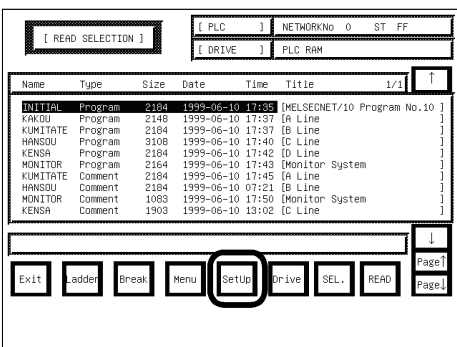 [ READ SELECTION ]
[ PLC ] NETWORKNo 0 ST FF
[ DRIVE ] PLC RAM
Name Type Size Date Time Title 1/1 ↑
INITIAL Program 2184 1999-06-10 17:35 [MELSECNET/10 Program No.10 ]
KAKOU Program 2148 1999-06-10 17:37 [A Line ]
KUMITATE Program 2184 1999-06-10 17:37 [B Line ]
HANSOU Program 3108 1999-06-10 17:40 [C Line ]
KENSA Program 2184 1999-06-10 17:42 [D Line ]
MONITOR Program 2164 1999-06-10 17:43 [Monitor System ]
KUMITATE Comment 2184 1999-06-10 17:45 [A Line ]
HANSOU Comment 2184 1999-06-10 07:21 [B Line ]
MONITOR Comment 1083 1999-06-10 17:50 [Monitor System ]
KENSA Comment 1903 1999-06-10 13:02 [C Line ]
↓
Page↑
Exit Ladder Break Menu SetUp Drive SEL. READ Page↓